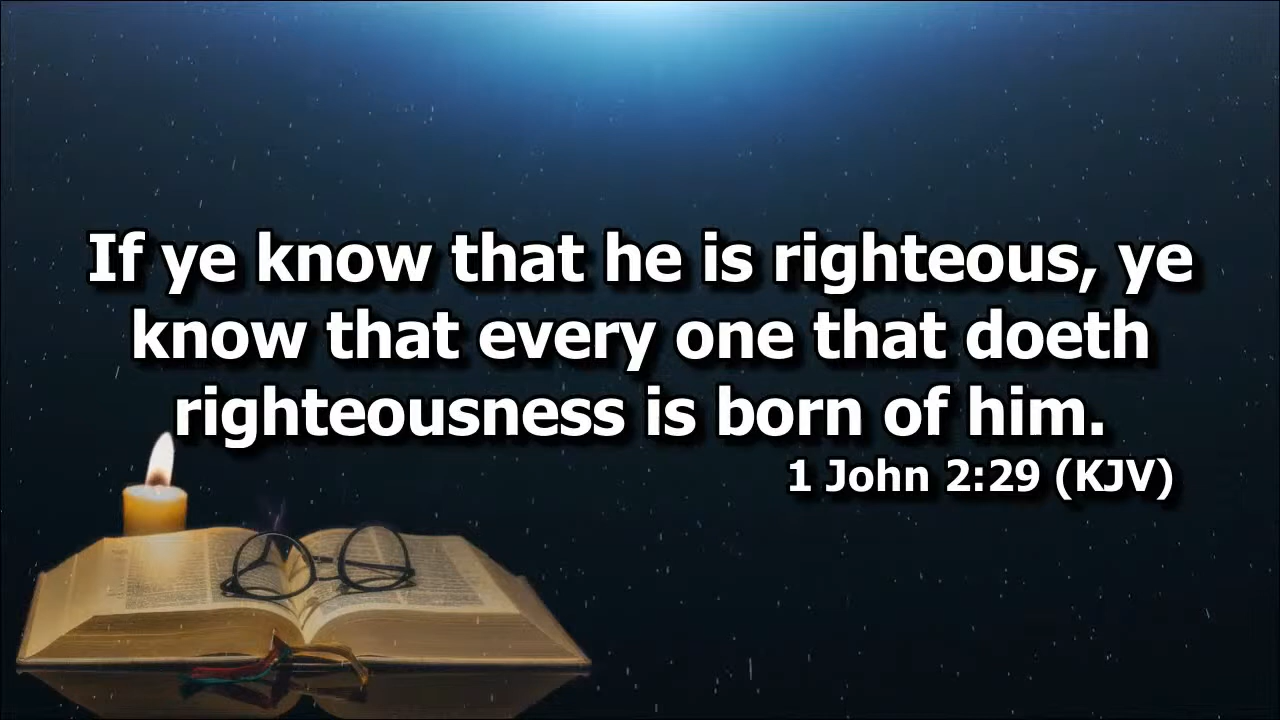 If ye know that he is righteous, ye
know that every one that doeth
righteousness is born of him.
1 John 2:29 (KJV)